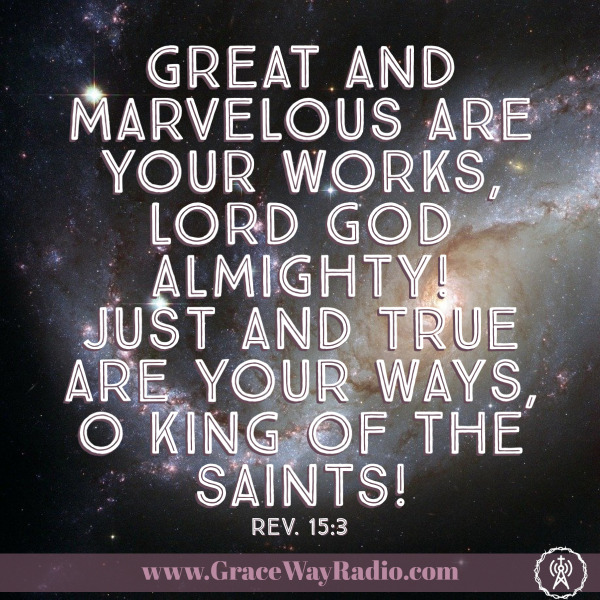 GREAT AND
MARVELOUS ARE
YOUR WORKS,
LORD GOD
ALMIGHTY!
JUST AND TRUE
ARE YOUR WAYS,
O KING OF THE
SAINTS!
REV. 15:3
www.GraceWayRadio.com